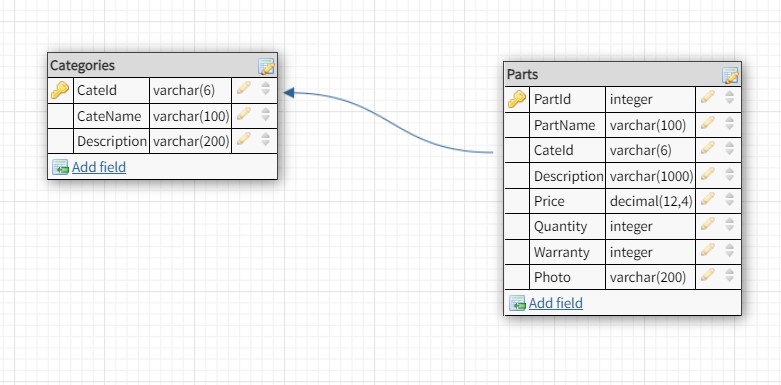 Categories
CateId varchar(6)
CateName varchar(100)
Description varchar(200)
Add field
Parts
PartId integer
PartName varchar(100)
CateId varchar(6)
Description varchar(1000)
Price decimal(12,4)
Quantity integer
Warranty integer
Photo varchar(200)
Add field